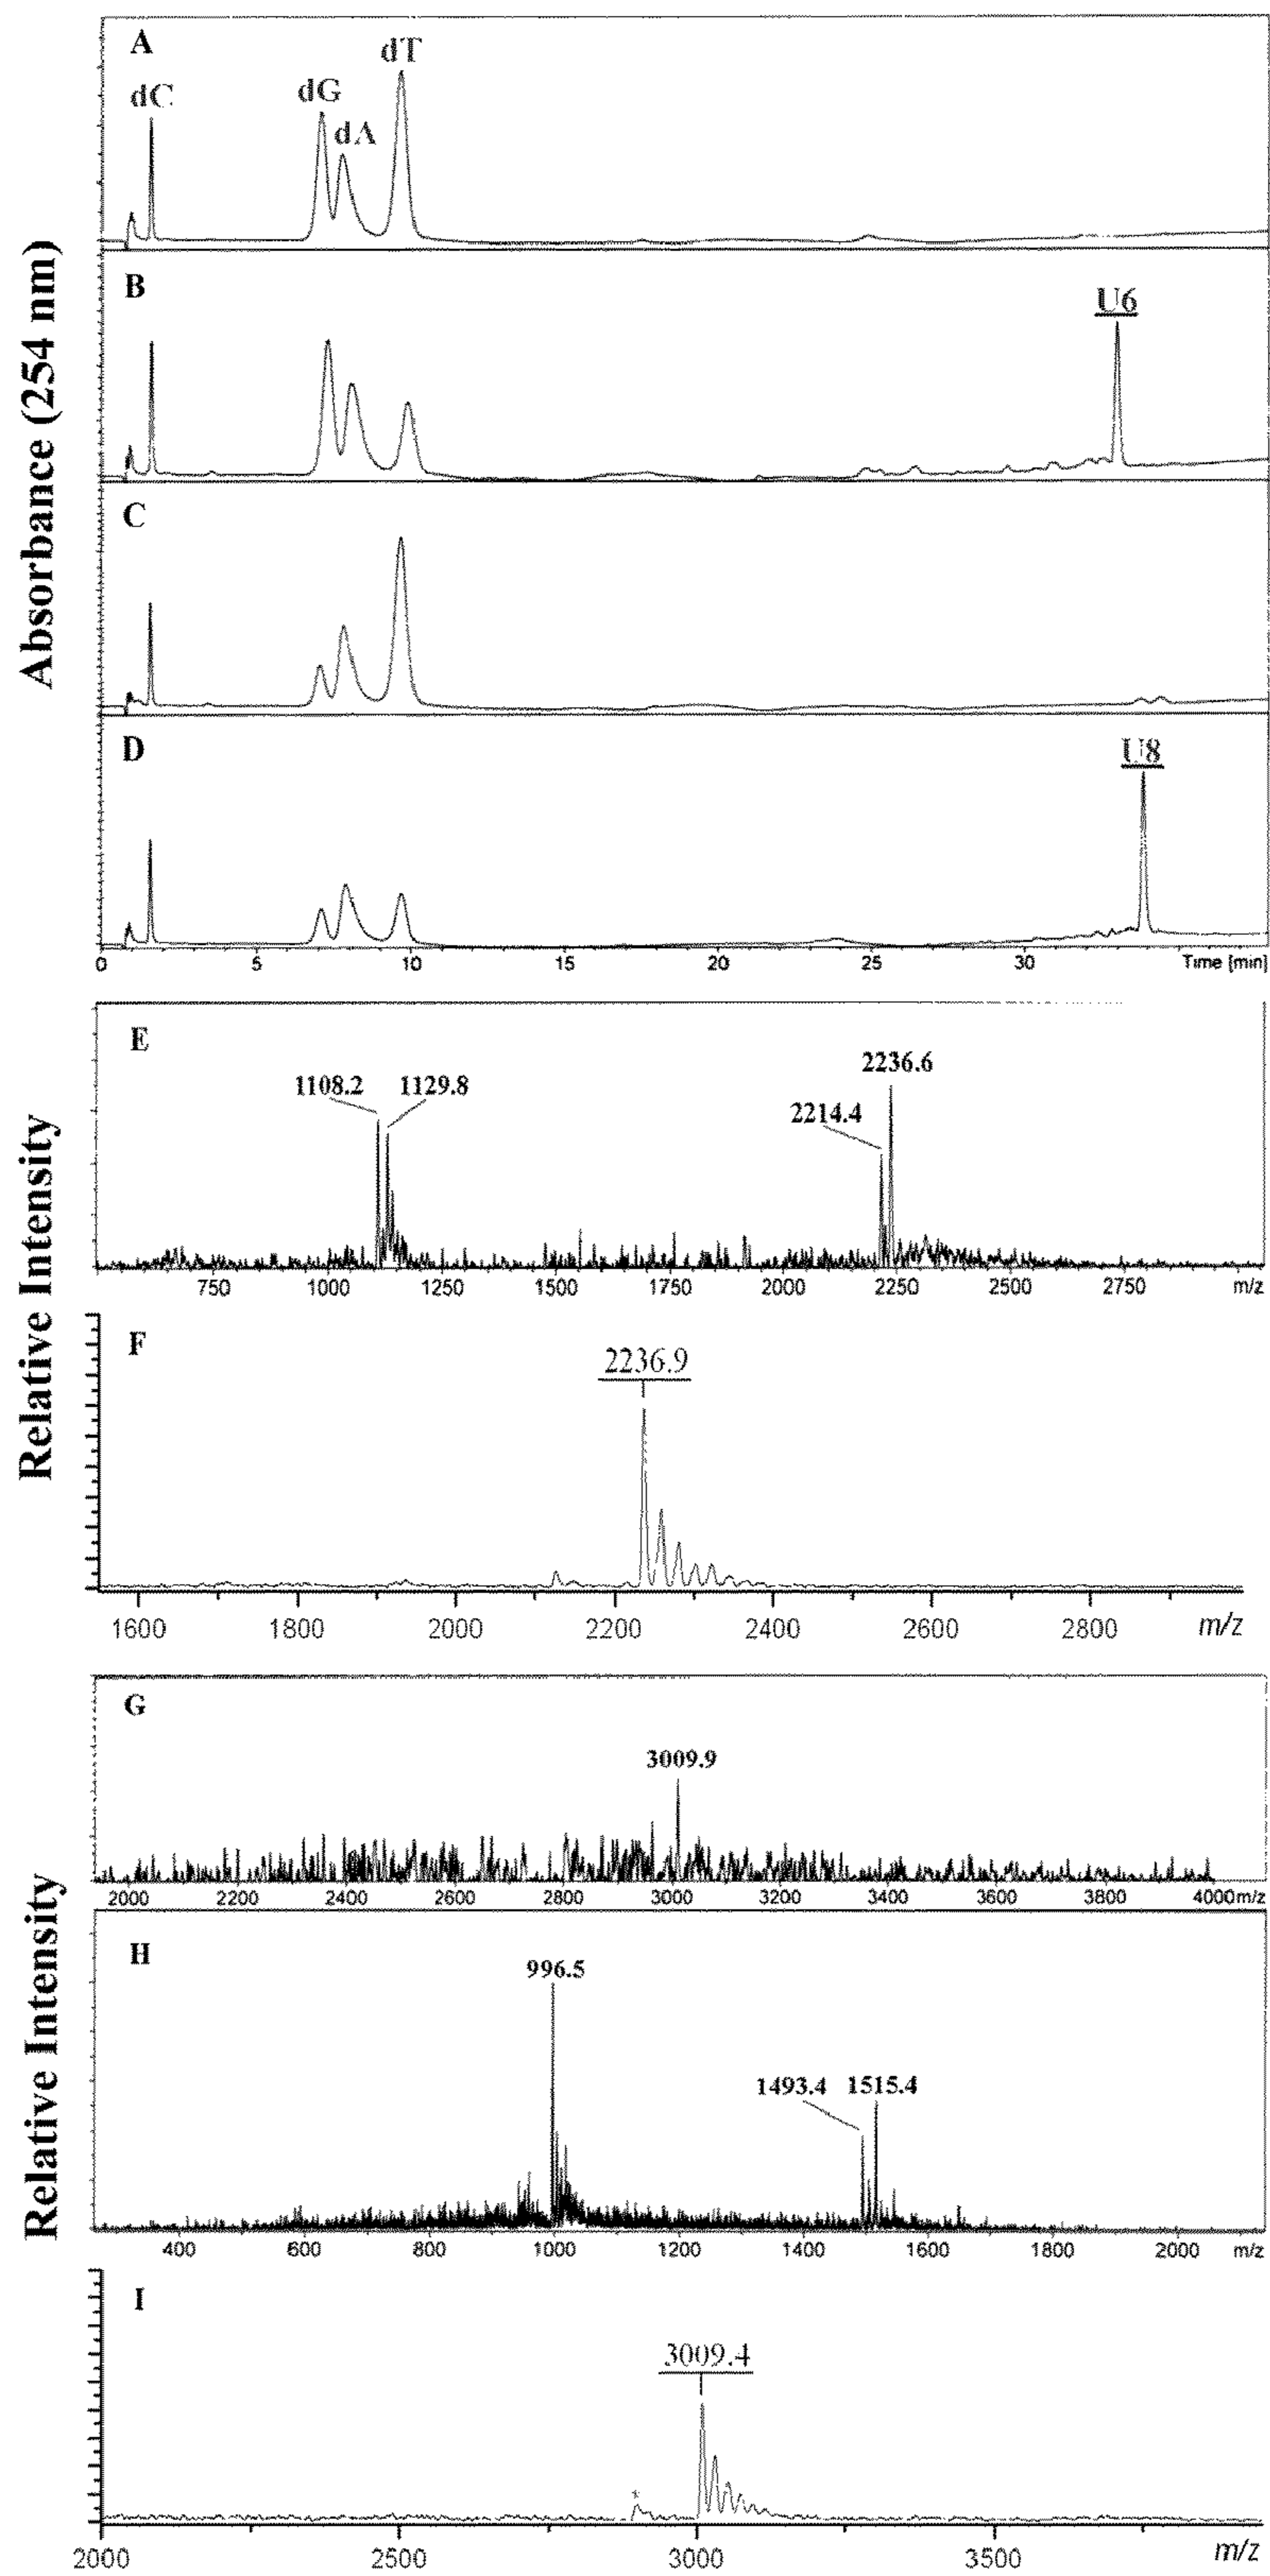 Absorbance (254 nm)
A
dC
dG
dA
dT
B
U6
C
D
U8
0 5 10 15 20 25 30 Time [min]
Relative Intensity
E
1108.2 1129.8
2236.6
2214.4
750 1000 1250 1500 1750 2000 2250 2500 2750 m/z
F
2236.9
1600 1800 2000 2200 2400 2600 2800 m/z
Relative Intensity
G
3009.9
2000 2200 2400 2600 2800 3000 3200 3400 3600 3800 4000m/z
H
996.5
1493.4 1515.4
400 600 800 1000 1200 1400 1600 1800 2000 m/z
I
3009.4
*
2000 2500 3000 3500 m/z